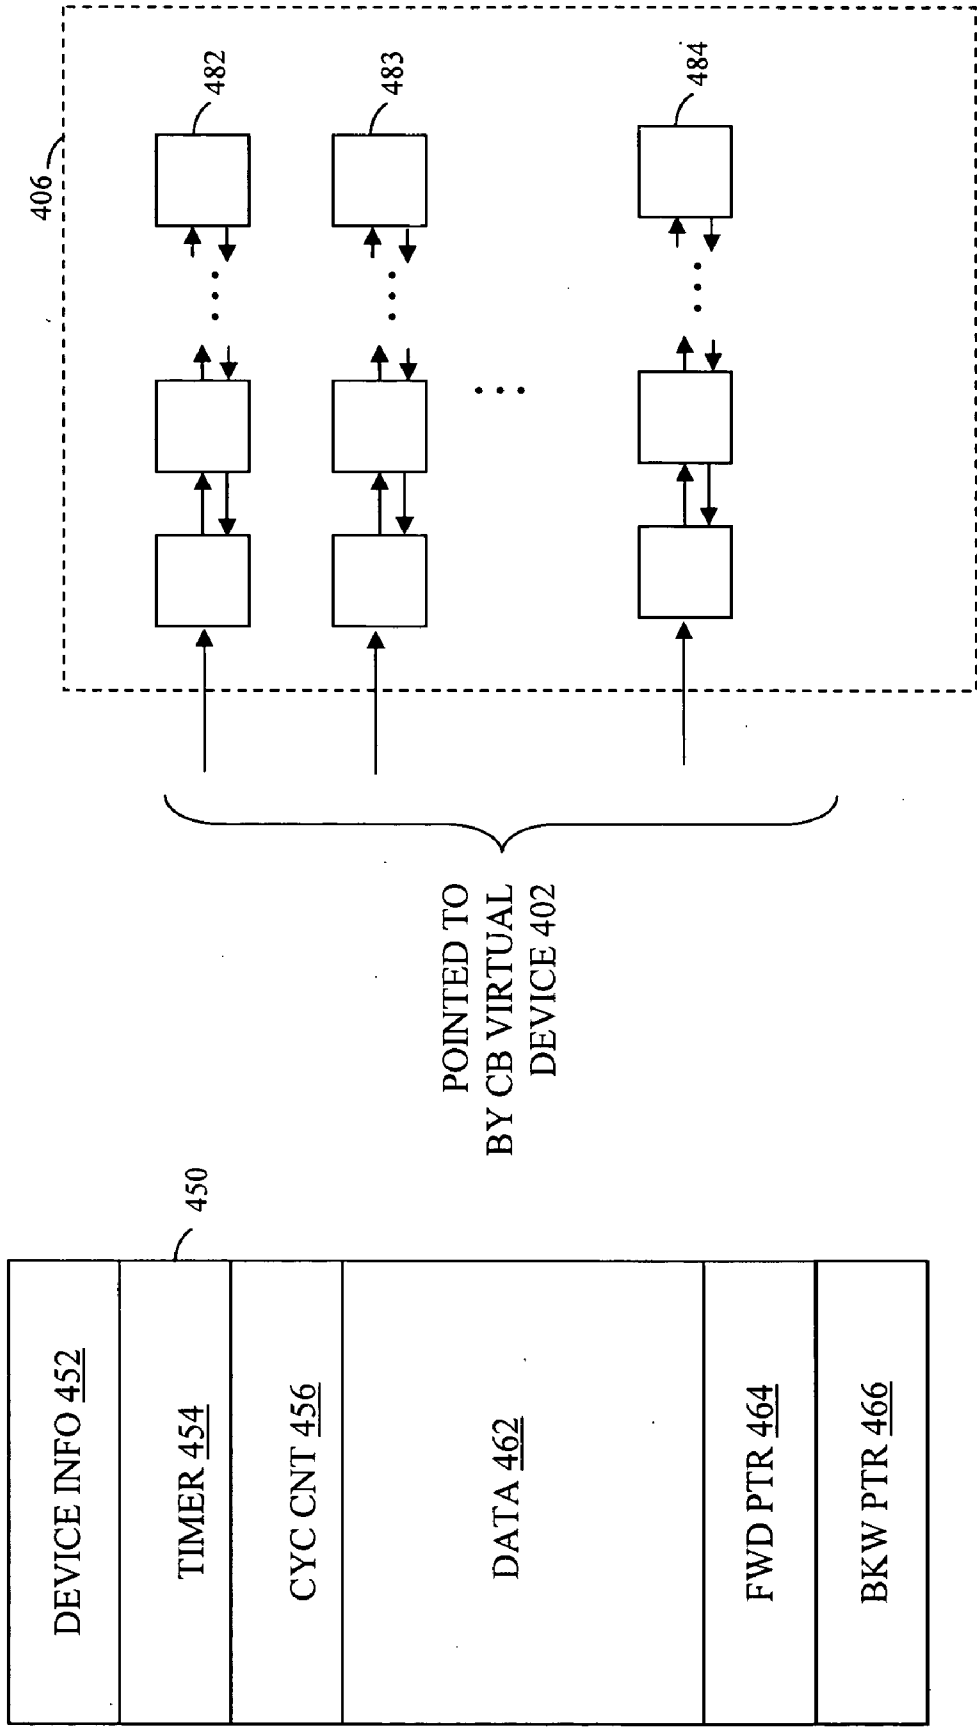 DEVICE INFO 452
TIMER 454
CYC CNT 456
DATA 462
FWD PTR 464
BKW PTR 466
450
POINTED TO
BY CB VIRTUAL
DEVICE 402
406
482
483
484